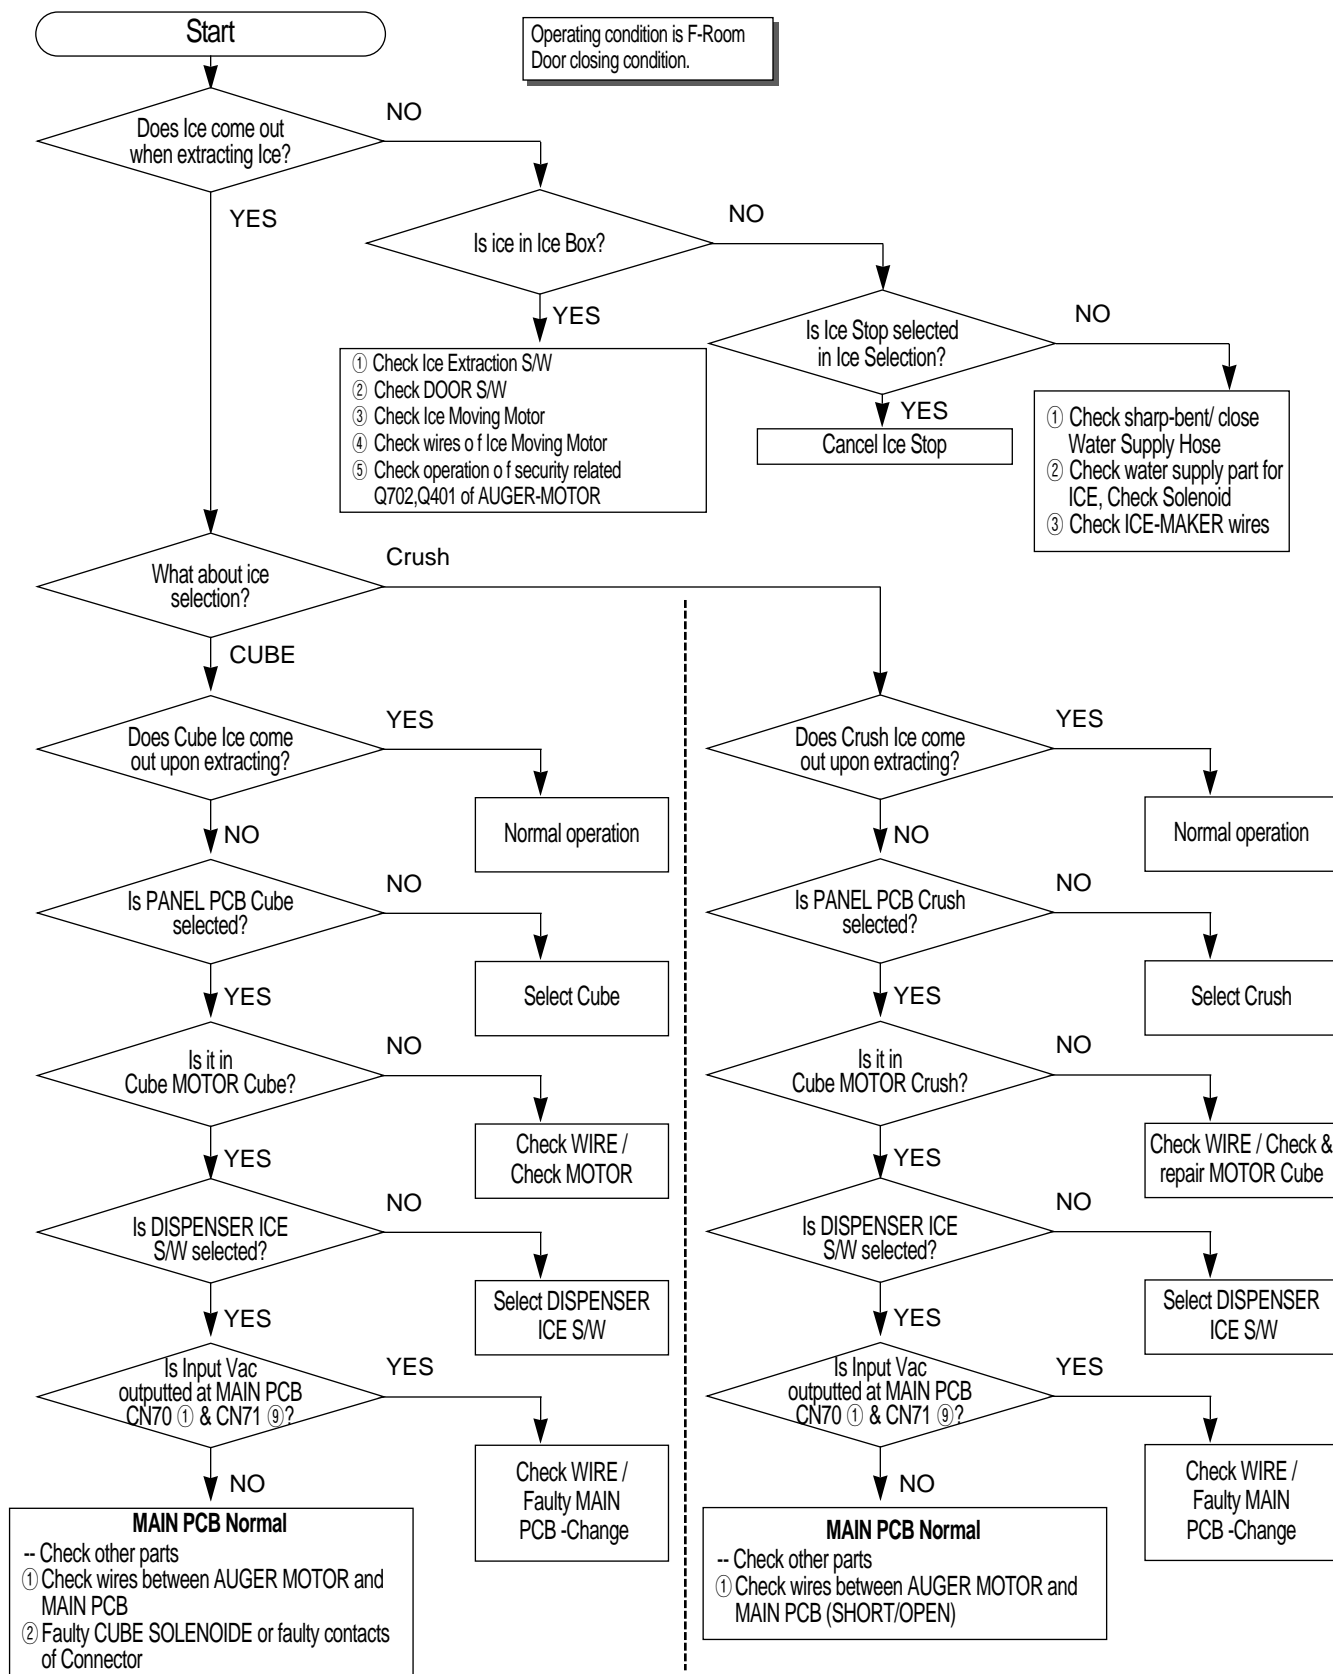 Start
Operating condition is F-Room
Door closing condition.
Does Ice come out
when extracting Ice?
NO
YES
Is ice in Ice Box?
NO
YES
① Check Ice Extraction S/W
② Check DOOR S/W
③ Check Ice Moving Motor
④ Check wires o f Ice Moving Motor
⑤ Check operation o f security related
Q702,Q401 of AUGER-MOTOR
Is Ice Stop selected
in Ice Selection?
NO
YES
Cancel Ice Stop
① Check sharp-bent/ close
Water Supply Hose
② Check water supply part for
ICE, Check Solenoid
③ Check ICE-MAKER wires
What about ice
selection?
Crush
CUBE
Does Cube Ice come
out upon extracting?
YES
Normal operation
NO
Is PANEL PCB Cube
selected?
NO
Select Cube
YES
Is it in
Cube MOTOR Cube?
NO
Check WIRE /
Check MOTOR
YES
Is DISPENSER ICE
S/W selected?
NO
Select DISPENSER
ICE S/W
YES
Is Input Vac
outputted at MAIN PCB
CN70 ① & CN71 ⑨?
YES
Check WIRE /
Faulty MAIN
PCB -Change
NO
MAIN PCB Normal
-- Check other parts
① Check wires between AUGER MOTOR and
MAIN PCB
② Faulty CUBE SOLENOIDE or faulty contacts
of Connector
Does Crush Ice come
out upon extracting?
YES
Normal operation
NO
Is PANEL PCB Crush
selected?
NO
Select Crush
YES
Is it in
Cube MOTOR Crush?
NO
Check WIRE / Check &
repair MOTOR Cube
YES
Is DISPENSER ICE
S/W selected?
NO
Select DISPENSER
ICE S/W
YES
Is Input Vac
outputted at MAIN PCB
CN70 ① & CN71 ⑨?
YES
Check WIRE /
Faulty MAIN
PCB -Change
NO
MAIN PCB Normal
-- Check other parts
① Check wires between AUGER MOTOR and
MAIN PCB (SHORT/OPEN)